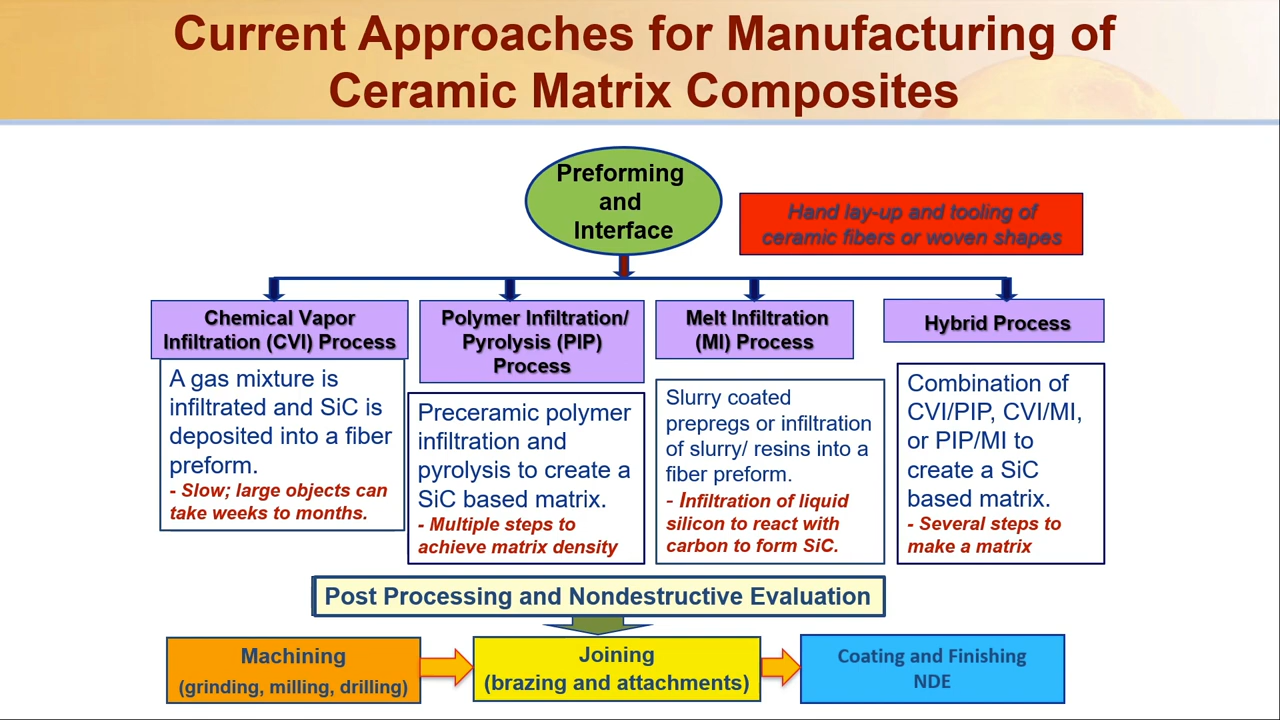 Current Approaches for Manufacturing of
Ceramic Matrix Composites
Preforming
and
Interface
Hand lay-up and tooling of
ceramic fibers or woven shapes
Chemical Vapor
Infiltration (CVI) Process
A gas mixture is
infiltrated and SiC is
deposited into a fiber
preform.
- Slow; large objects can
take weeks to months.
Polymer Infiltration/
Pyrolysis (PIP)
Process
Preceramic polymer
infiltration and
pyrolysis to create a
SiC based matrix.
- Multiple steps to
achieve matrix density
Melt Infiltration
(MI) Process
Slurry coated
prepregs or infiltration
of slurry/ resins into a
fiber preform.
- Infiltration of liquid
silicon to react with
carbon to form SiC.
Hybrid Process
Combination of
CVI/PIP, CVI/MI,
or PIP/MI to
create a SiC
based matrix.
- Several steps to
make a matrix
Post Processing and Nondestructive Evaluation
Machining
(grinding, milling, drilling)
Joining
(brazing and attachments)
Coating and Finishing
NDE